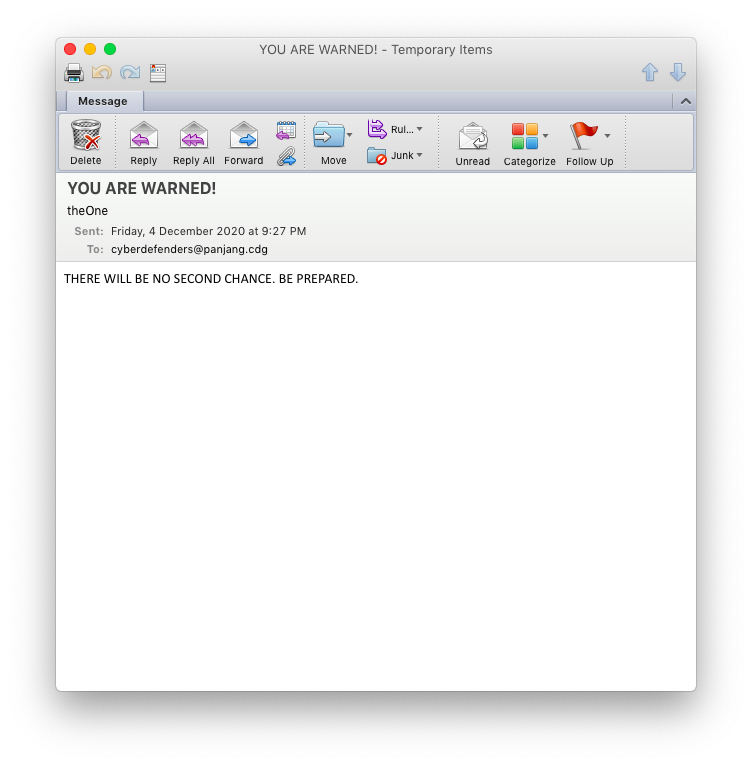 YOU ARE WARNED! - Temporary Items
Message
Delete
Reply
Reply All
Forward
Move
Rul...
Junk
Unread
Categorize
Follow Up
YOU ARE WARNED!
theOne
Sent: Friday, 4 December 2020 at 9:27 PM
To: cyberdefenders@panjang.cdg
THERE WILL BE NO SECOND CHANCE. BE PREPARED.